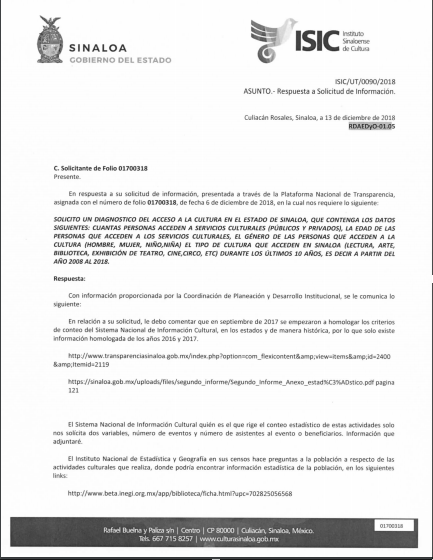 SINALOA
GOBIERNO DEL ESTADO
ISIC
Instituto
Sinaloense
de Cultura
ISIC/UT/0090/2018
ASUNTO.- Respuesta a Solicitud de Información.
Culiacán Rosales, Sinaloa, a 13 de diciembre de 2018
RDAEDyO-01.05
C. Solicitante de Folio 01700318
Presente.
En respuesta a su solicitud de información, presentada a través de la Plataforma Nacional de Transparencia,
asignada con el número de folio 01700318, de fecha 6 de diciembre de 2018, en la cual nos requiere lo siguiente:
SOLICITO UN DIAGNOSTICO DEL ACCESO A LA CULTURA EN EL ESTADO DE SINALOA, QUE CONTENGA LOS DATOS
SIGUIENTES: CUANTAS PERSONAS ACCEDEN A SERVICIOS CULTURALES (PÚBLICOS Y PRIVADOS), LA EDAD DE LAS
PERSONAS QUE ACCEDEN A LOS SERVICIOS CULTURALES, EL GÉNERO DE LAS PERSONAS QUE ACCEDEN A LA
CULTURA (HOMBRE, MUJER, NIÑO,NIÑA) EL TIPO DE CULTURA QUE ACCEDEN EN SINALOA (LECTURA, ARTE,
BIBLIOTECA, EXHIBICIÓN DE TEATRO, CINE,CIRCO, ETC) DURANTE LOS ÚLTIMOS 10 AÑOS, ES DECIR A PARTIR DEL
AÑO 2008 AL 2018.
Respuesta:
Con información proporcionada por la Coordinación de Planeación y Desarrollo Institucional, se le comunica lo
siguiente:
En relación a su solicitud, le debo comentar que en septiembre de 2017 se empezaron a homologar los criterios
de conteo del Sistema Nacional de Información Cultural, en los estados y de manera histórica, por lo que solo existe
información homologada de los años 2016 y 2017.
http://www.transparenciasinaloa.gob.mx/index.php?option=com_flexicontent&amp;view=items&amp;id=2400
&amp;Itemid=2119
https://sinaloa.gob.mx/uploads/files/segundo_informe/Segundo_Informe_Anexo_estad%C3%ADstico.pdf pagina
121
El Sistema Nacional de Información Cultural quién es el que rige el conteo estadístico de estas actividades solo
nos solicita dos variables, número de eventos y número de asistentes al evento o beneficiarios. Información que
adjuntaré.
El Instituto Nacional de Estadística y Geografía en sus censos hace preguntas a la población a respecto de las
actividades culturales que realiza, donde podría encontrar información estadística de la población, en los siguientes
links:
http://www.beta.inegi.org.mx/app/biblioteca/ficha.html?upc=702825056568
01700318
Rafael Buelna y Paliza s/n | Centro | CP 80000 | Culiacán, Sinaloa, México.
Tels. 667 715 8257 | www.culturasinaloa.gob.mx